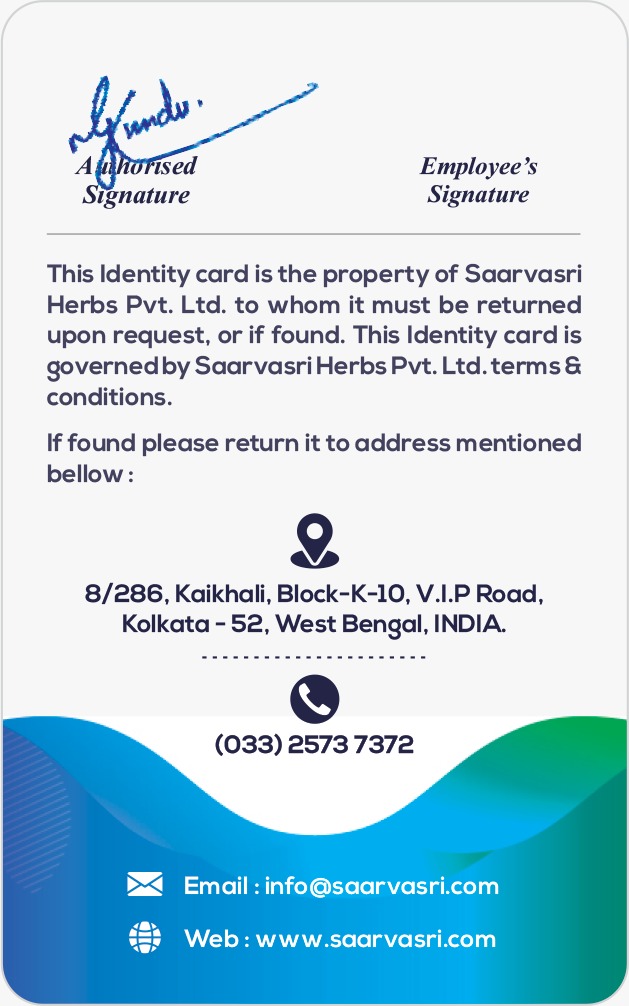 Authorised
Signature
Employee's
Signature
This Identity card is the property of Saarvasri
Herbs Pvt. Ltd. to whom it must be returned
upon request, or if found. This Identity card is
governed by Saarvasri Herbs Pvt. Ltd. terms &
conditions.
If found please return it to address mentioned
bellow :
8/286, Kaikhali, Block-K-10, V.I.P Road,
Kolkata - 52, West Bengal, INDIA.
(033) 2573 7372
Email : info@saarvasri.com
Web : www.saarvasri.com